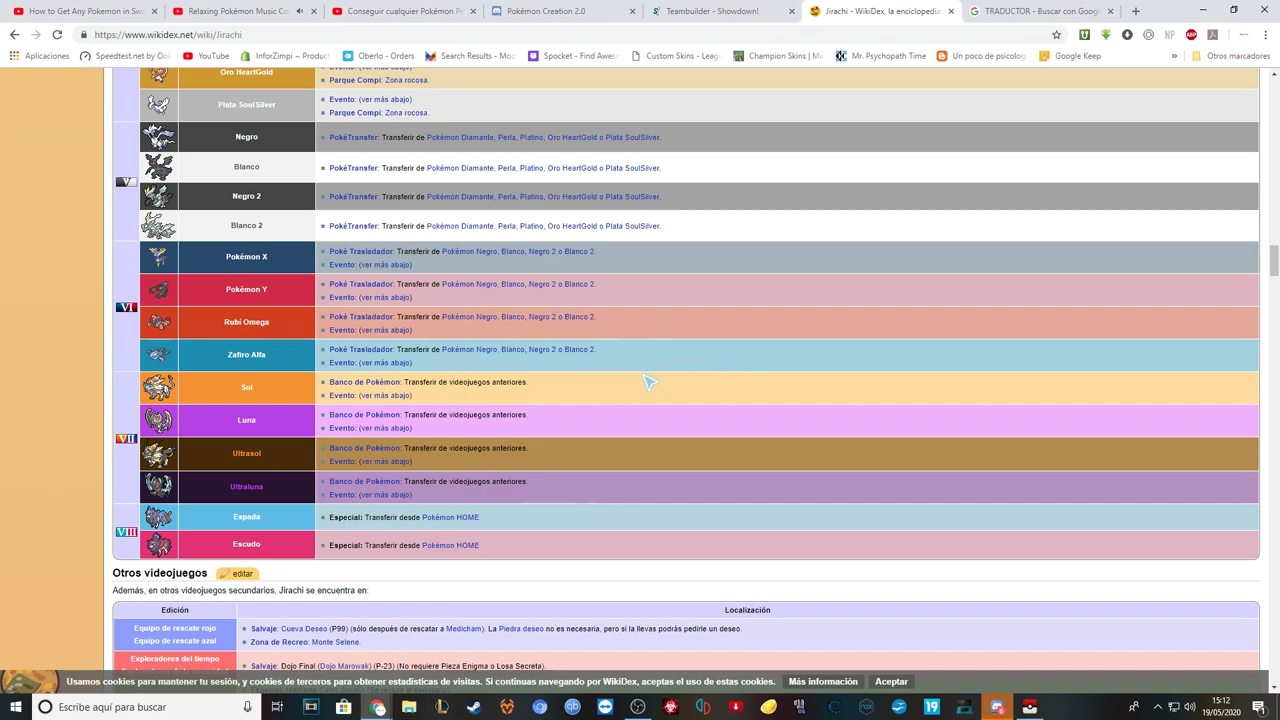 How to Get Any Pokemon in Sw
Relaxing Pokémon Music Co
Conseguir cualquier Pokémon Pe
Pokémon Creation 2.0
Teambuilder - Showdown!
Jirachi - WikiDex, la enciclopedia
TRADUCTOR - Buscar con Goog
https://www.wikidex.net/wiki/Jirachi
Aplicaciones
Speedtest.net by Ook
YouTube
InforZimpi – Product
Oberlo - Orders
Search Results - Mod
Spocket - Find Awes
Custom Skins - Leag
Champion Skins | Ma
Mr. Psychopath Time
Un poco de psicolog
Google Keep
»
Otros marcadores
Oro HeartGold
Evento: (ver más abajo)
Parque Compi: Zona rocosa.
Plata SoulSilver
Evento: (ver más abajo)
Parque Compi: Zona rocosa.
V
Negro
PokéTransfer: Transferir de Pokémon Diamante, Perla, Platino, Oro HeartGold o Plata SoulSilver.
Blanco
PokéTransfer: Transferir de Pokémon Diamante, Perla, Platino, Oro HeartGold o Plata SoulSilver.
Negro 2
PokéTransfer: Transferir de Pokémon Diamante, Perla, Platino, Oro HeartGold o Plata SoulSilver.
Blanco 2
PokéTransfer: Transferir de Pokémon Diamante, Perla, Platino, Oro HeartGold o Plata SoulSilver.
VI
Pokémon X
Poké Trasladador: Transferir de Pokémon Negro, Blanco, Negro 2 o Blanco 2.
Evento: (ver más abajo)
Pokémon Y
Poké Trasladador: Transferir de Pokémon Negro, Blanco, Negro 2 o Blanco 2.
Evento: (ver más abajo)
Rubí Omega
Poké Trasladador: Transferir de Pokémon Negro, Blanco, Negro 2 o Blanco 2.
Evento: (ver más abajo)
Zafiro Alfa
Poké Trasladador: Transferir de Pokémon Negro, Blanco, Negro 2 o Blanco 2.
Evento: (ver más abajo)
VII
Sol
Banco de Pokémon: Transferir de videojuegos anteriores.
Evento: (ver más abajo)
Luna
Banco de Pokémon: Transferir de videojuegos anteriores.
Evento: (ver más abajo)
Ultrasol
Banco de Pokémon: Transferir de videojuegos anteriores.
Evento: (ver más abajo)
Ultraluna
Banco de Pokémon: Transferir de videojuegos anteriores.
Evento: (ver más abajo)
VIII
Espada
Especial: Transferir desde Pokémon HOME
Escudo
Especial: Transferir desde Pokémon HOME
Otros videojuegos editar
Además, en otros videojuegos secundarios, Jirachi se encuentra en:
Edición
Localización
Equipo de rescate rojo
Equipo de rescate azul
Salvaje: Cueva Deseo (P99) (sólo después de rescatar a Medicham). La Piedra deseo no es necesaria, pero si la llevas podrás pedirle un deseo.
Zona de Recreo: Monte Selene.
Exploradores del tiempo
Salvaje: Dojo Final (Dojo Marowak) (P-23) (No requiere Pieza Enigma o Losa Secreta).
Usamos cookies para mantener tu sesión, y cookies de terceros para obtener estadísticas de visitas. Si continuas navegando por WikiDex, aceptas el uso de estas cookies.
Más información
Aceptar
Escribe aquí para buscar
15:12
19/05/2020